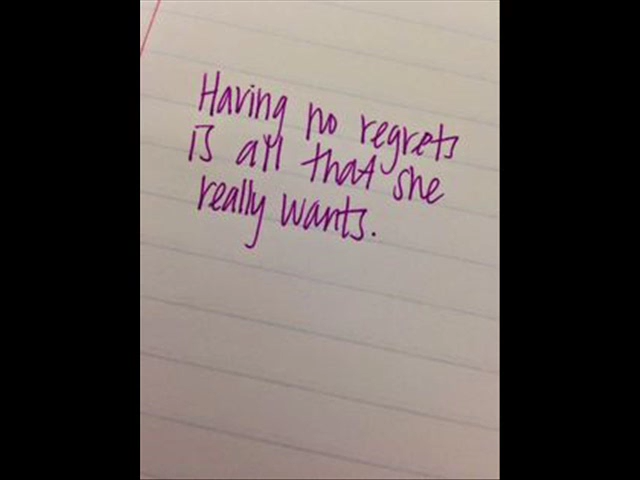 Having no regrets
is all that she
really wants.